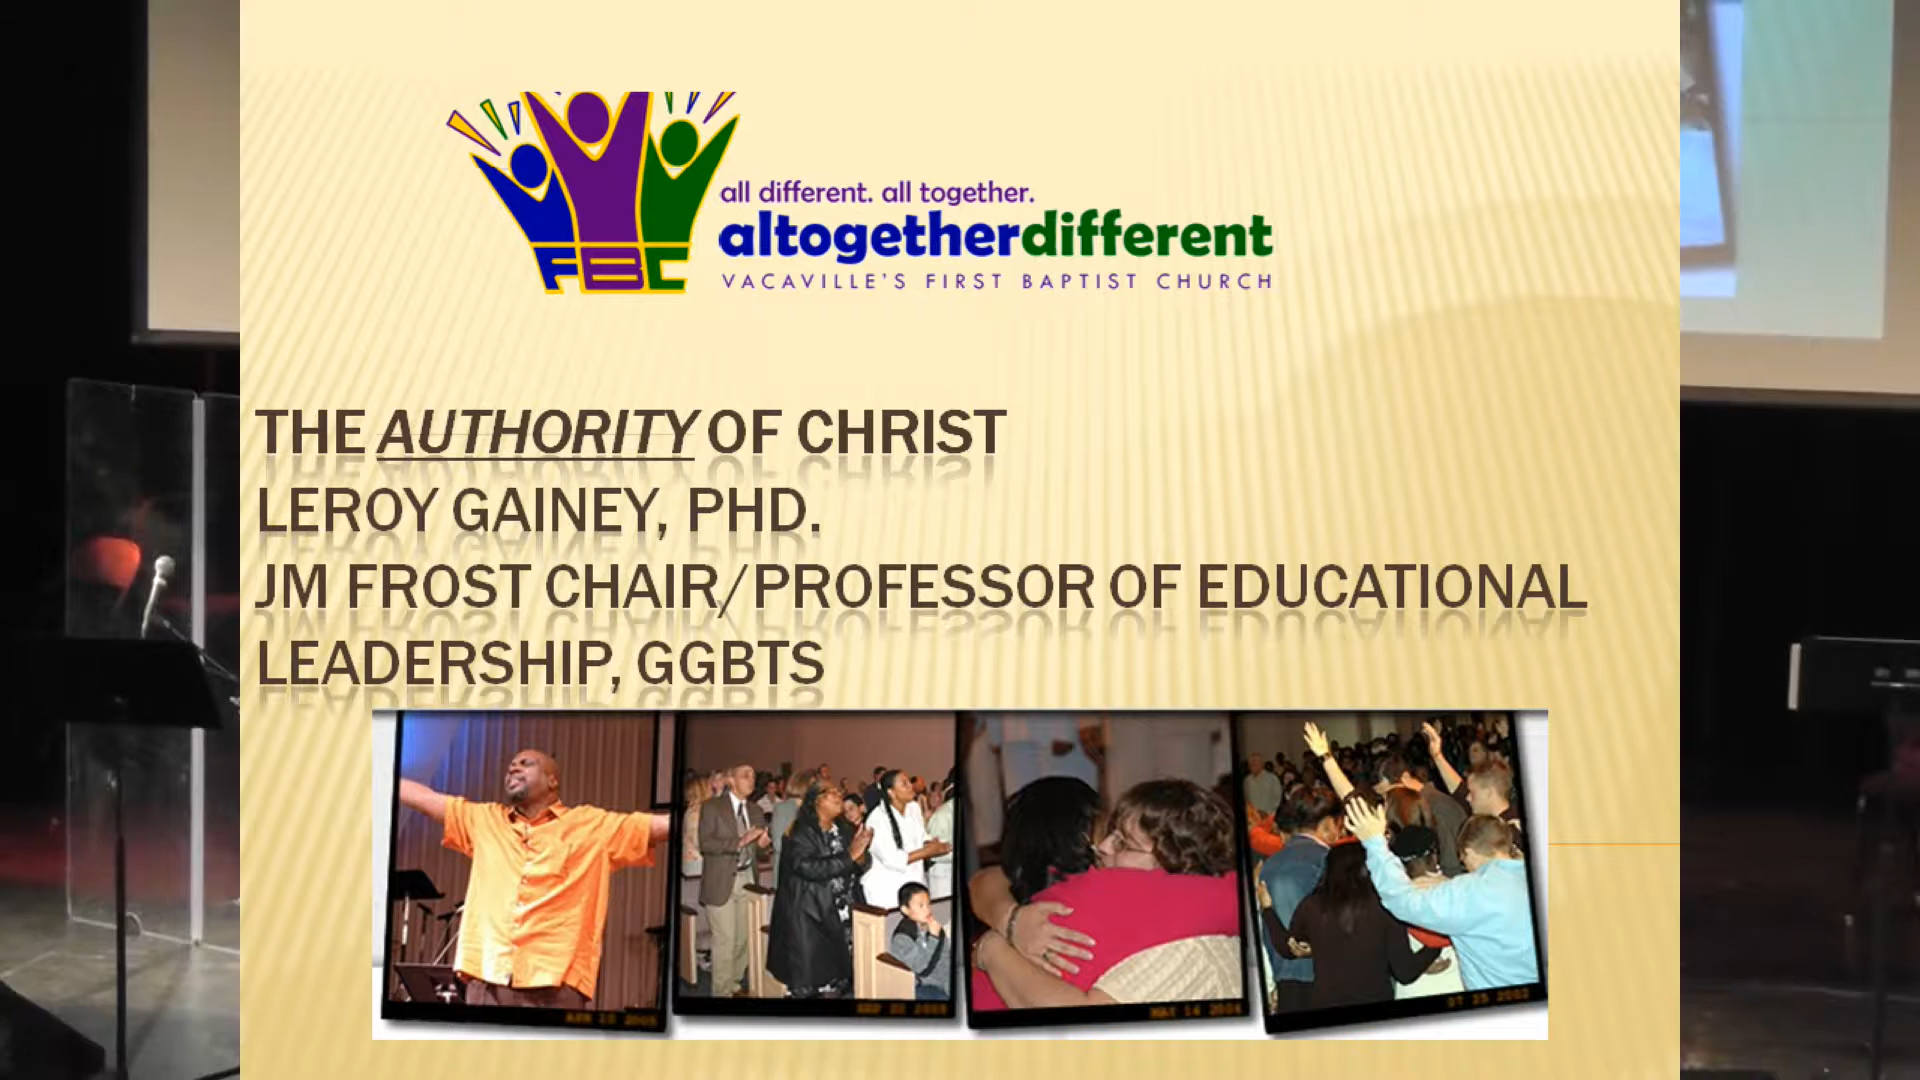 all different. all together.
altogetherdifferent
VACAVILLE'S FIRST BAPTIST CHURCH
FBC
THE AUTHORITY OF CHRIST
LEROY GAINEY, PHD.
JM FROST CHAIR/PROFESSOR OF EDUCATIONAL
LEADERSHIP, GGBTS